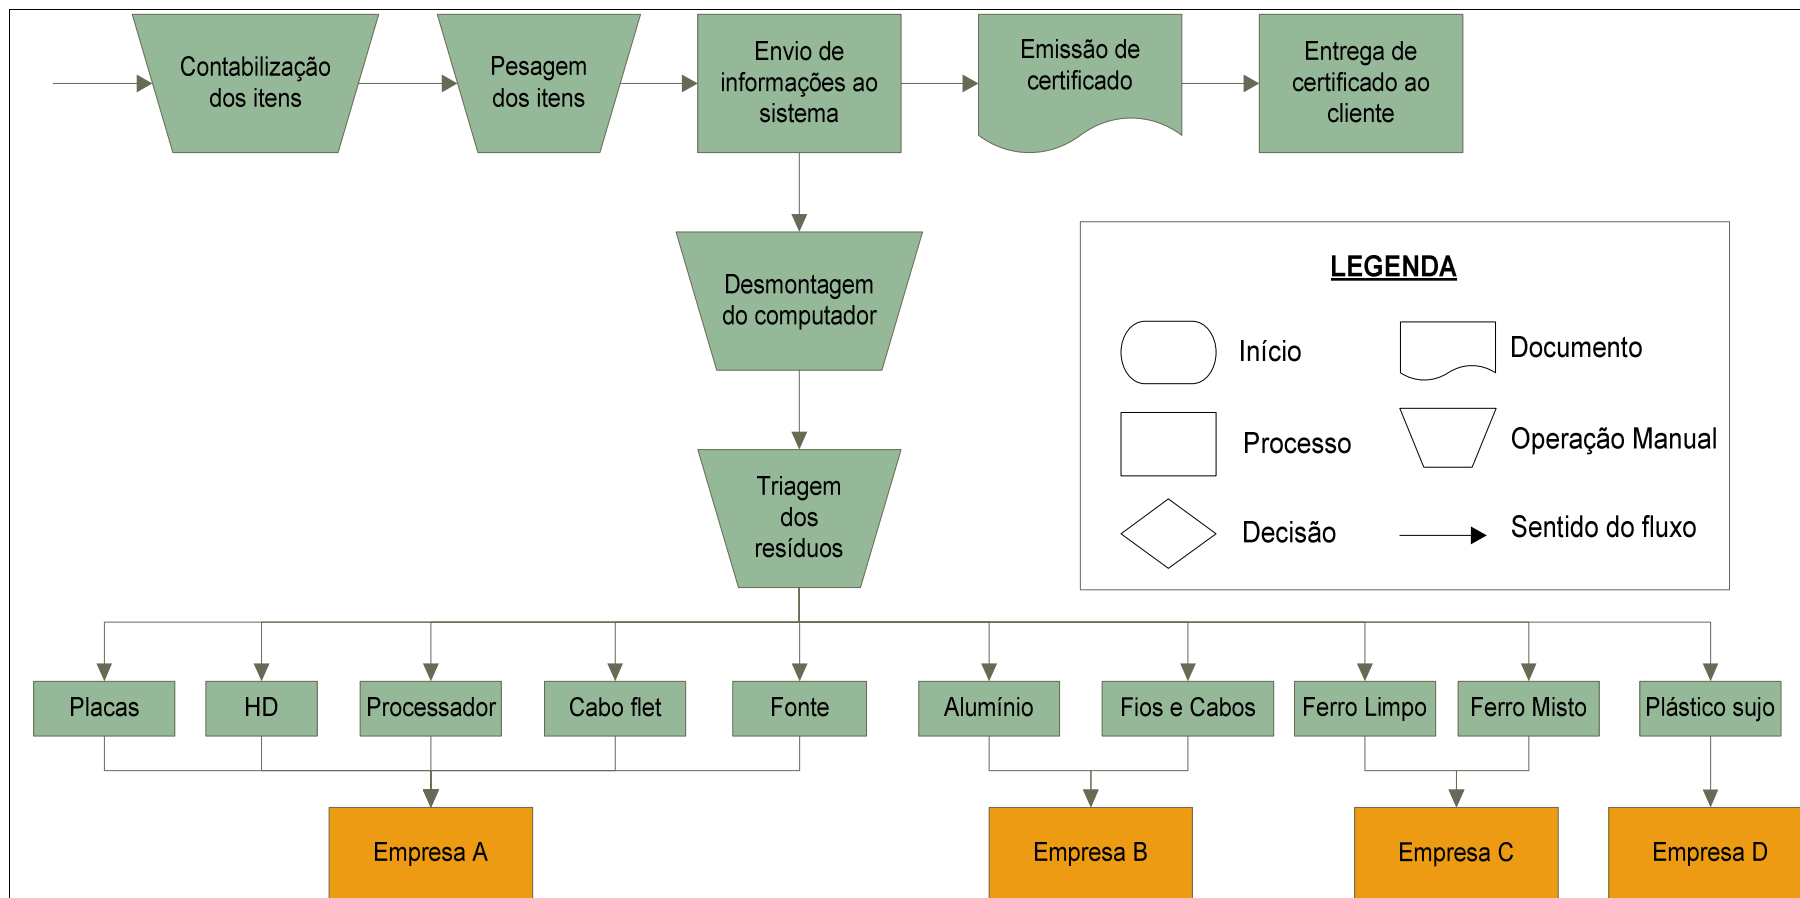 Contabilização
dos itens
Pesagem
dos itens
Envio de
informações ao
sistema
Emissão de
certificado
Entrega de
certificado ao
cliente
Desmontagem
do computador
Triagem
dos
resíduos
LEGENDA
Início
Documento
Processo
Operação Manual
Decisão
Sentido do fluxo
Placas
HD
Processador
Cabo flet
Fonte
Alumínio
Fios e Cabos
Ferro Limpo
Ferro Misto
Plástico sujo
Empresa A
Empresa B
Empresa C
Empresa D